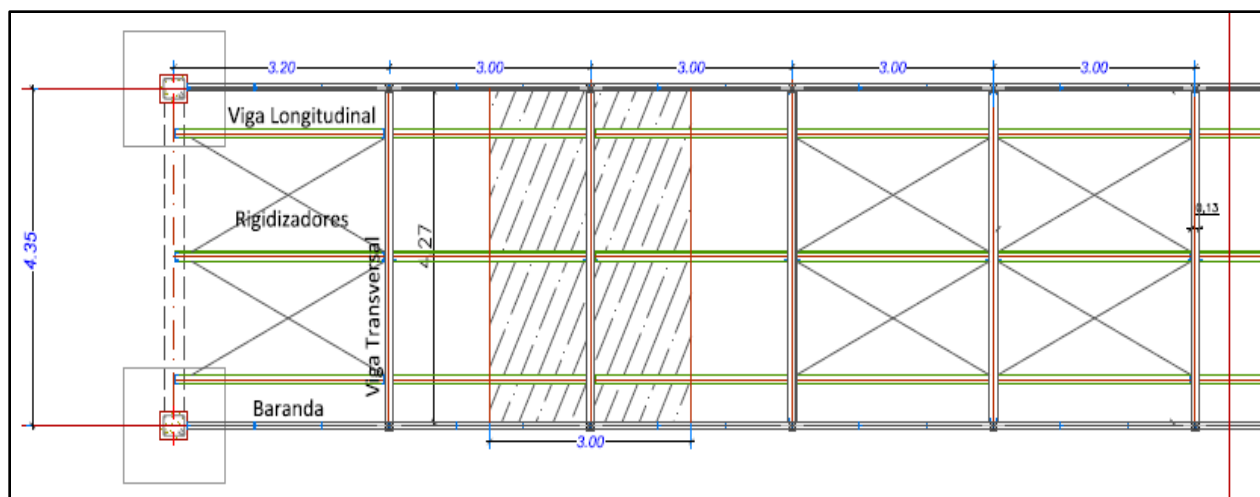 3.20
3.00
3.00
3.00
3.00
Viga Longitudinal
Rigidizadores
0,13
4.35
4.27
Viga Transversal
Baranda
3.00